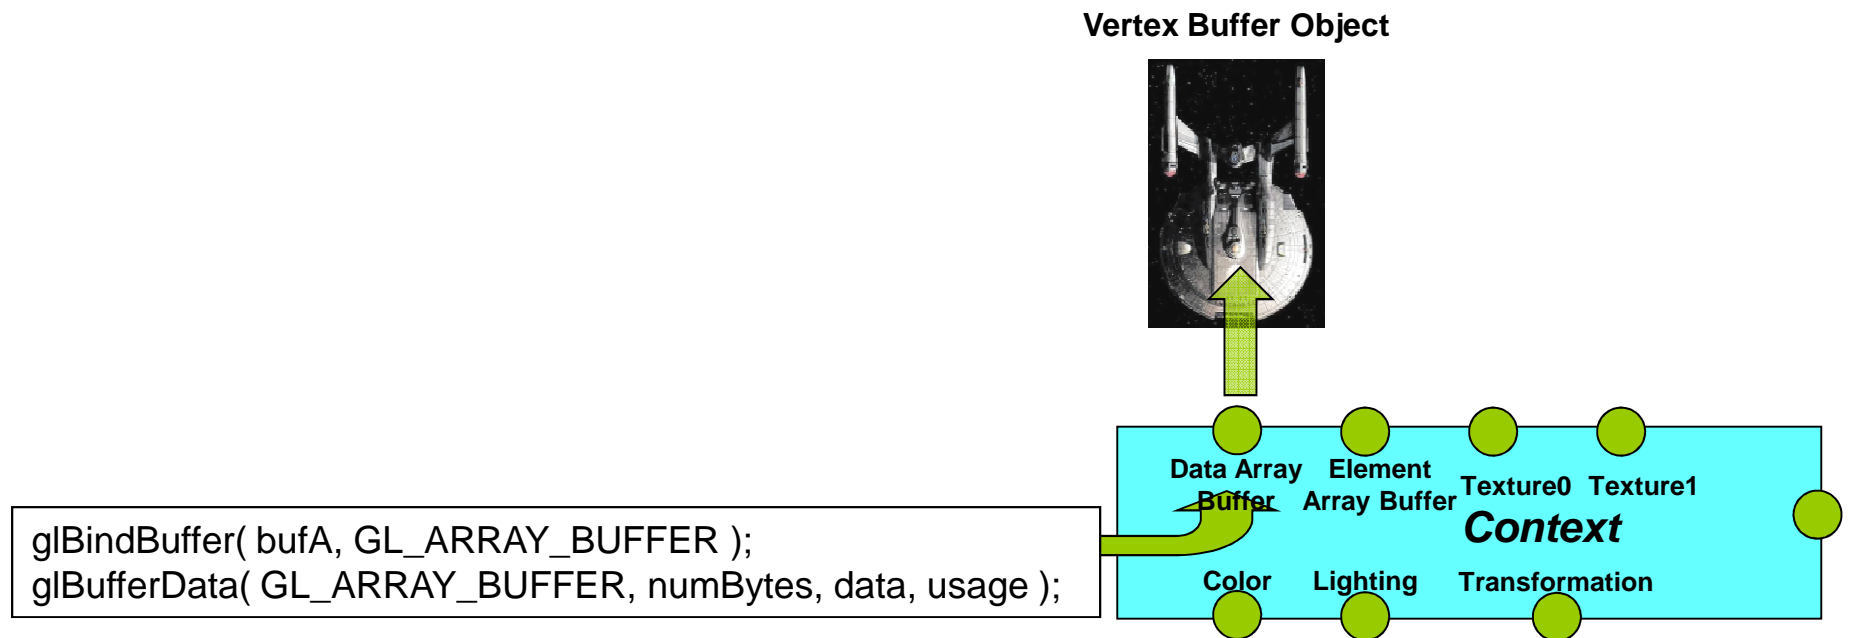 Vertex Buffer Object
Data Array
Buffer
Element
Array Buffer
Texture0
Texture1
Context
glBindBuffer( bufA, GL_ARRAY_BUFFER );
glBufferData( GL_ARRAY_BUFFER, numBytes, data, usage );
Color
Lighting
Transformation